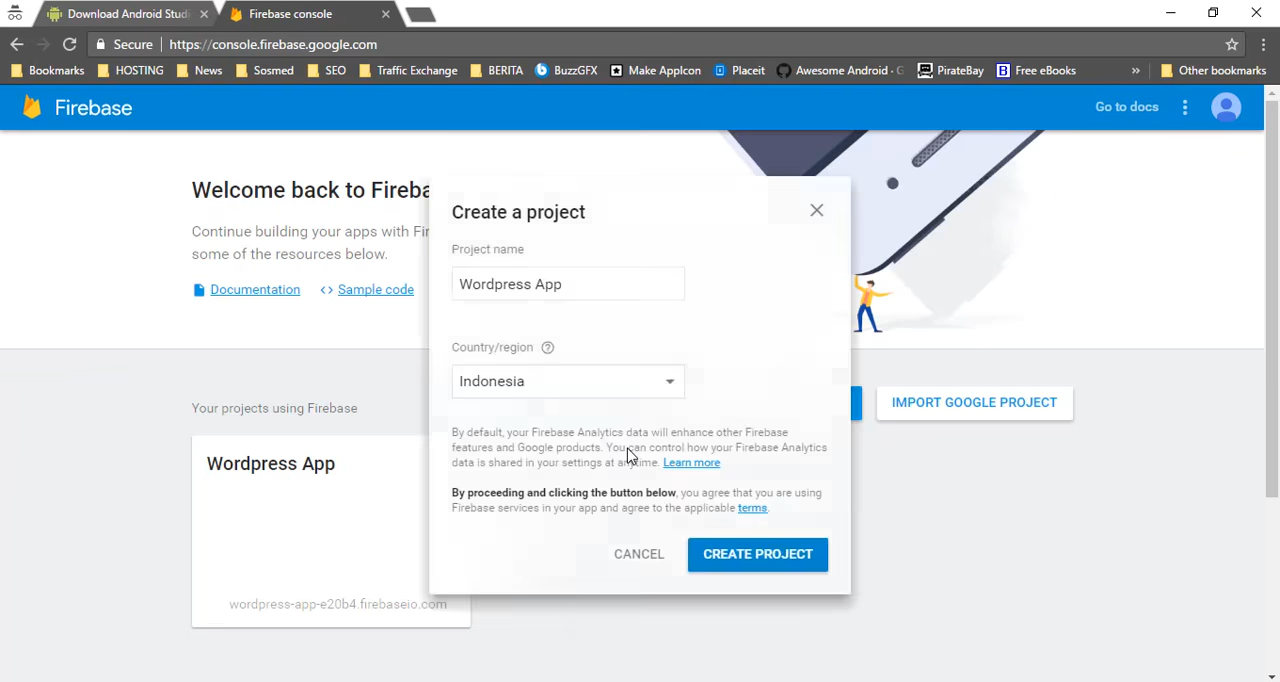 Download Android Studi
Firebase console
Secure
https://console.firebase.google.com
Bookmarks
HOSTING
News
Sosmed
SEO
Traffic Exchange
BERITA
BuzzGFX
Make AppIcon
Placeit
Awesome Android - G
PirateBay
Free eBooks
»
Other bookmarks
Firebase
Go to docs
Welcome back to Fireba
Continue building your apps with Fir
some of the resources below.
Documentation
<> Sample code
Create a project
Project name
Wordpress App
Country/region ?
Indonesia
By default, your Firebase Analytics data will enhance other Firebase
features and Google products. You can control how your Firebase Analytics
data is shared in your settings at anytime. Learn more
By proceeding and clicking the button below, you agree that you are using
Firebase services in your app and agree to the applicable terms.
CANCEL
CREATE PROJECT
Your projects using Firebase
IMPORT GOOGLE PROJECT
Wordpress App
wordpress-app-e20b4.firebaseio.com